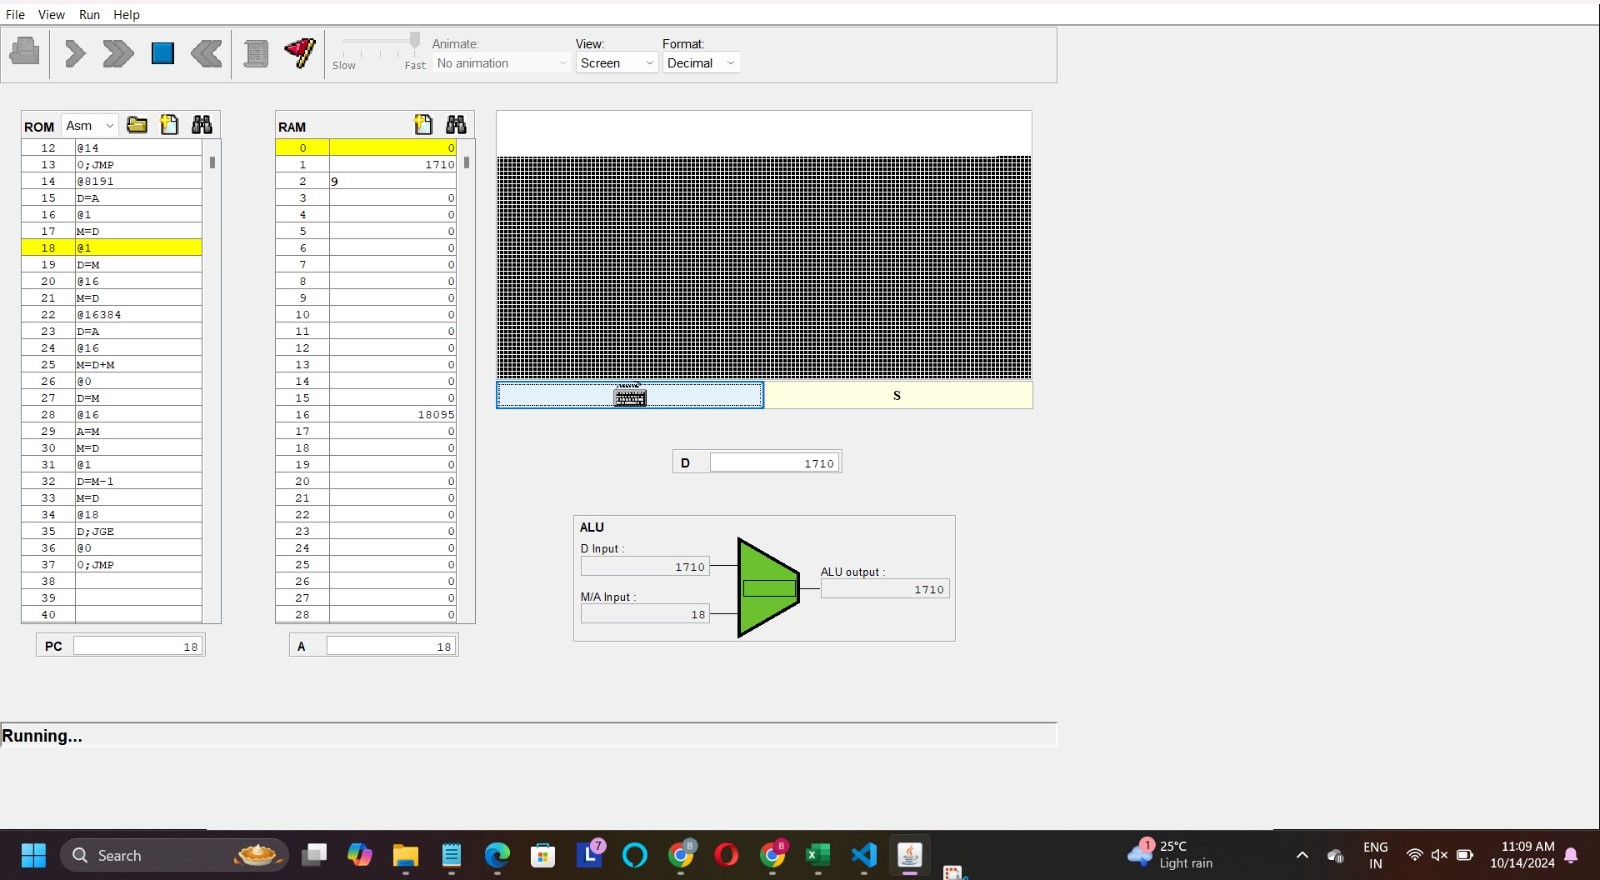 File View Run Help
Slow Fast
Animate:
No animation
View:
Screen
Format:
Decimal
ROM Asm
12 @14
13 0;JMP
14 @8191
15 D=A
16 @1
17 M=D
18 @1
19 D=M
20 @16
21 M=D
22 @16384
23 D=A
24 @16
25 M=D+M
26 @0
27 D=M
28 @16
29 A=M
30 M=D
31 @1
32 D=M-1
33 M=D
34 @18
35 D;JGE
36 @0
37 0;JMP
38
39
40
PC 18
RAM
0 0
1 1710
2 9
3 0
4 0
5 0
6 0
7 0
8 0
9 0
10 0
11 0
12 0
13 0
14 0
15 0
16 18095
17 0
18 0
19 0
20 0
21 0
22 0
23 0
24 0
25 0
26 0
27 0
28 0
A 18
S
D 1710
ALU
D Input :
1710
M/A Input :
18
ALU output :
1710
Running...
Search
7
B
B
1
25°C
Light rain
ENG
IN
11:09 AM
10/14/2024